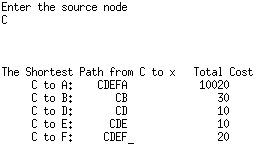 Enter the source node
C
The Shortest Path from C to x Total Cost
C to A: CDEFA 10020
C to B: CB 30
C to D: CD 10
C to E: CDE 10
C to F: CDEF_ 20